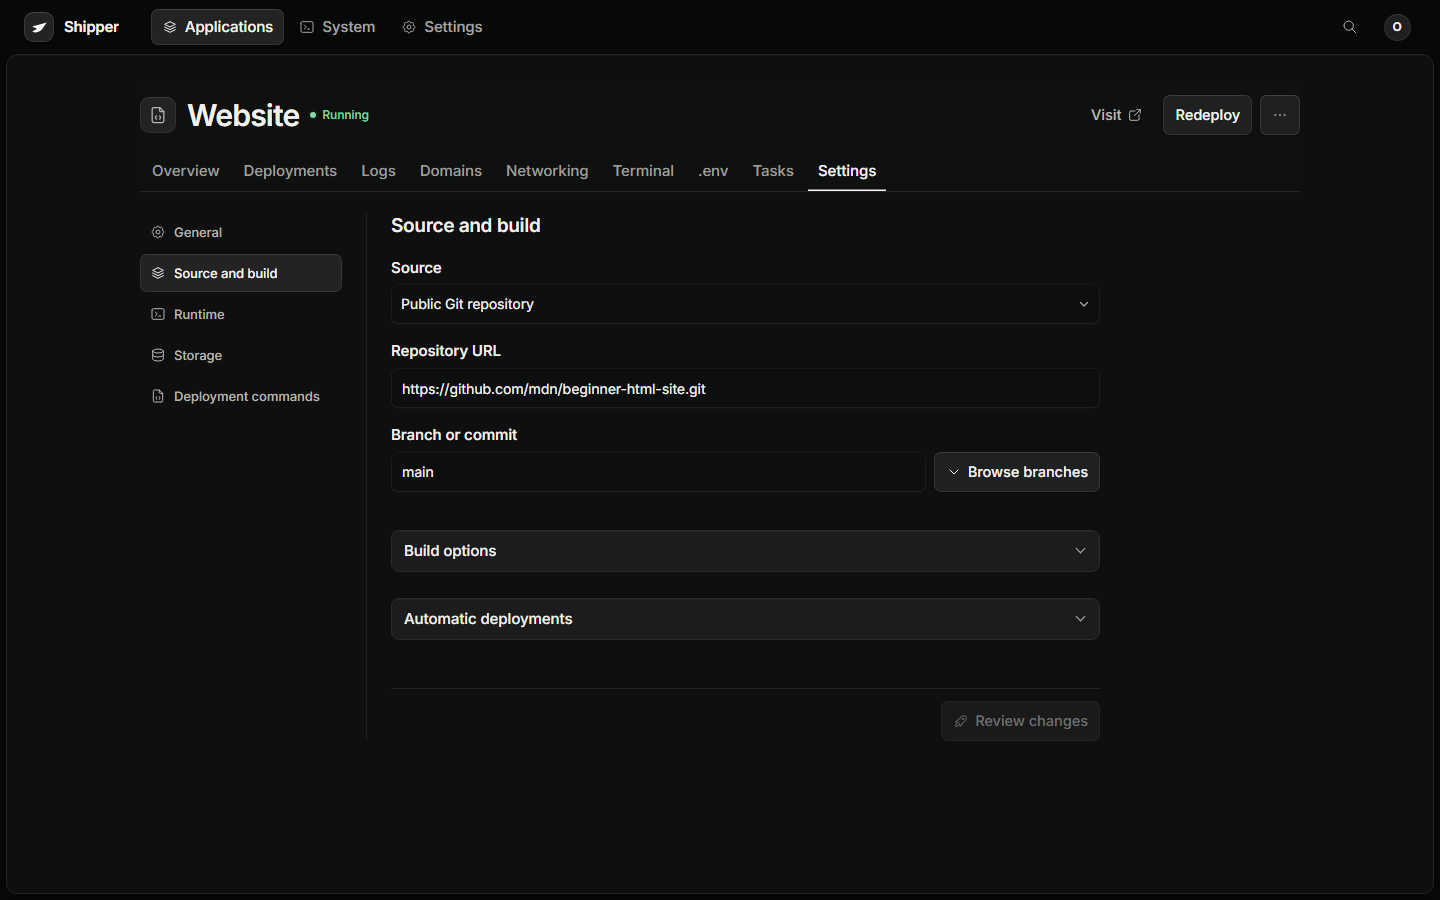 Shipper
Applications
System
Settings
O
Website
Running
Visit
Redeploy
Overview
Deployments
Logs
Domains
Networking
Terminal
.env
Tasks
Settings
General
Source and build
Runtime
Storage
Deployment commands
Source and build
Source
Public Git repository
Repository URL
https://github.com/mdn/beginner-html-site.git
Branch or commit
main
Browse branches
Build options
Automatic deployments
Review changes